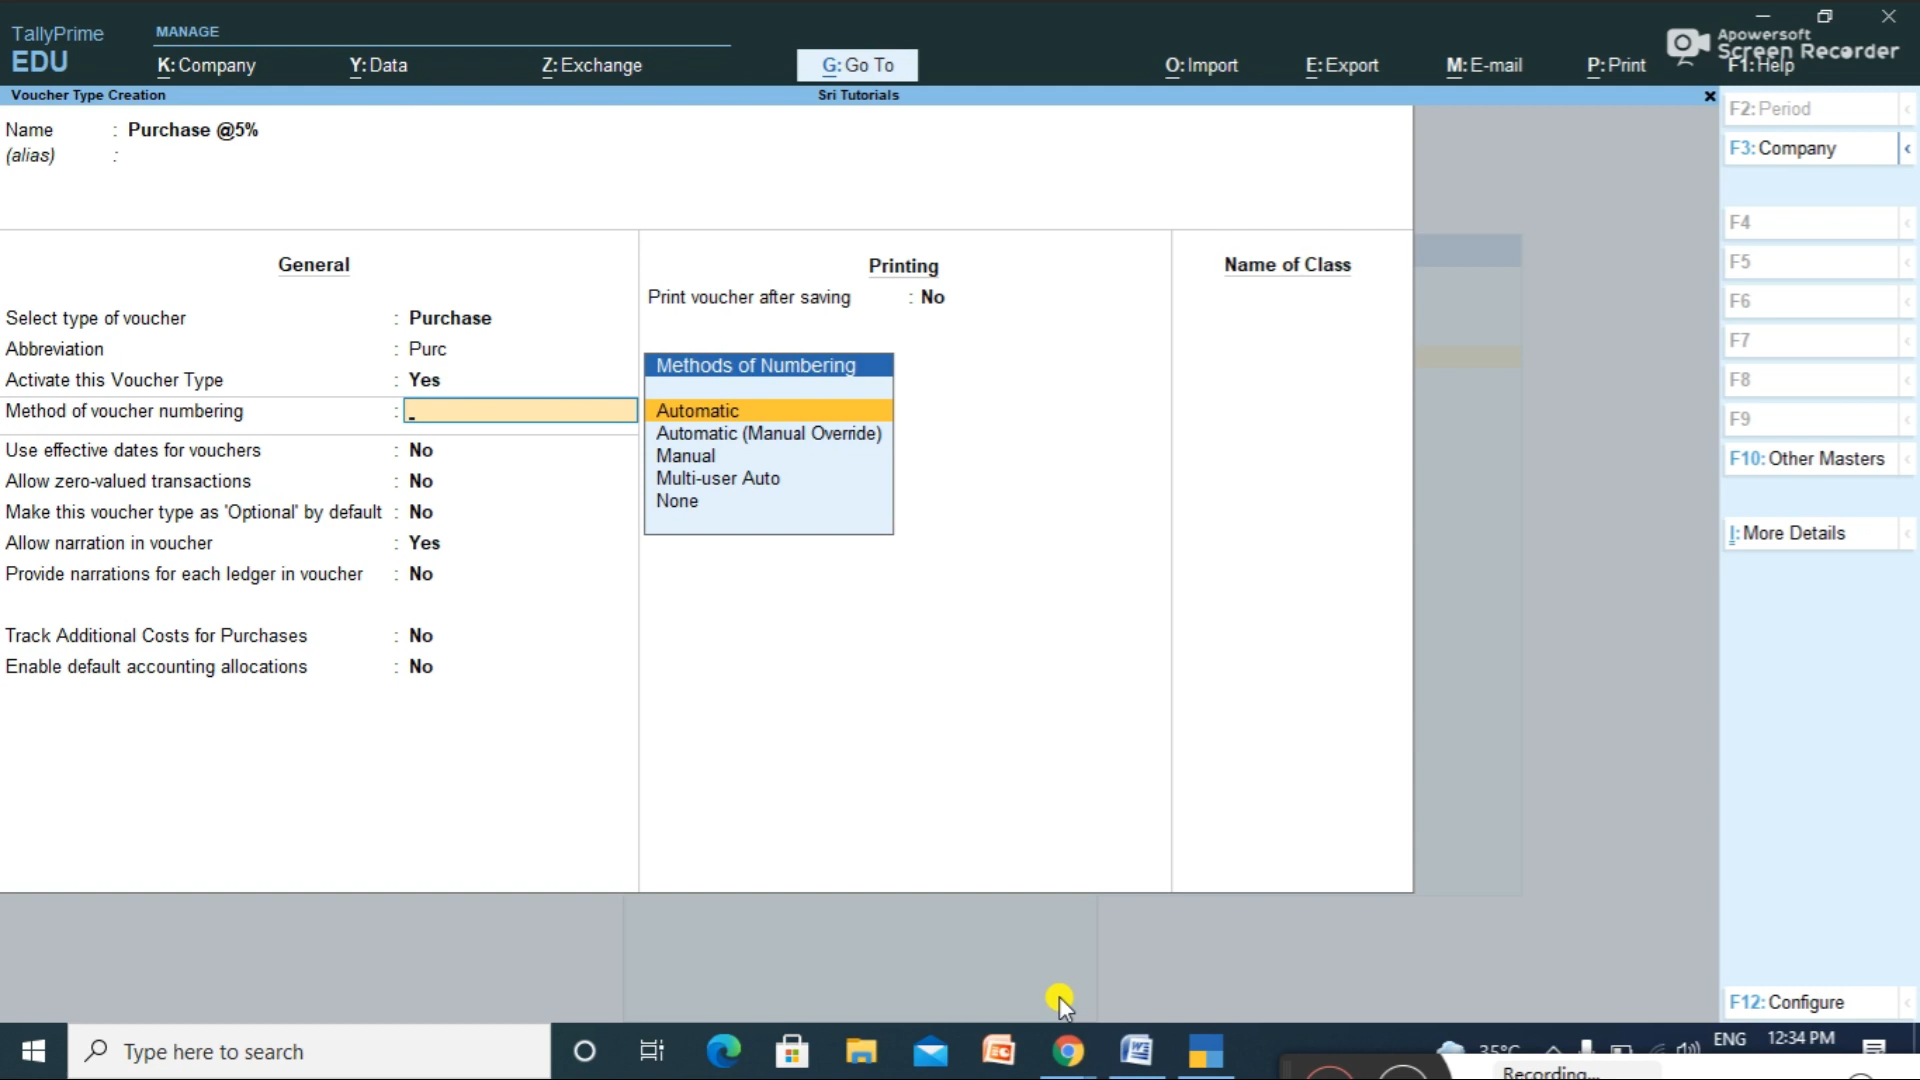 TallyPrime
EDU
MANAGE
K: Company
Y: Data
Z: Exchange
G: Go To
O: Import
E: Export
M: E-mail
P: Print
F1: Help
Apowersoft
Screen Recorder
Voucher Type Creation
Sri Tutorials
Name : Purchase @5%
(alias) :
General
Select type of voucher : Purchase
Abbreviation : Purc
Activate this Voucher Type : Yes
Method of voucher numbering :
Use effective dates for vouchers : No
Allow zero-valued transactions : No
Make this voucher type as 'Optional' by default : No
Allow narration in voucher : Yes
Provide narrations for each ledger in voucher : No
Track Additional Costs for Purchases : No
Enable default accounting allocations : No
Printing
Print voucher after saving : No
Methods of Numbering
Automatic
Automatic (Manual Override)
Manual
Multi-user Auto
None
Name of Class
F2: Period
F3: Company
F4
F5
F6
F7
F8
F9
F10: Other Masters
I: More Details
F12: Configure
Type here to search
35°C
ENG
12:34 PM
Recording...